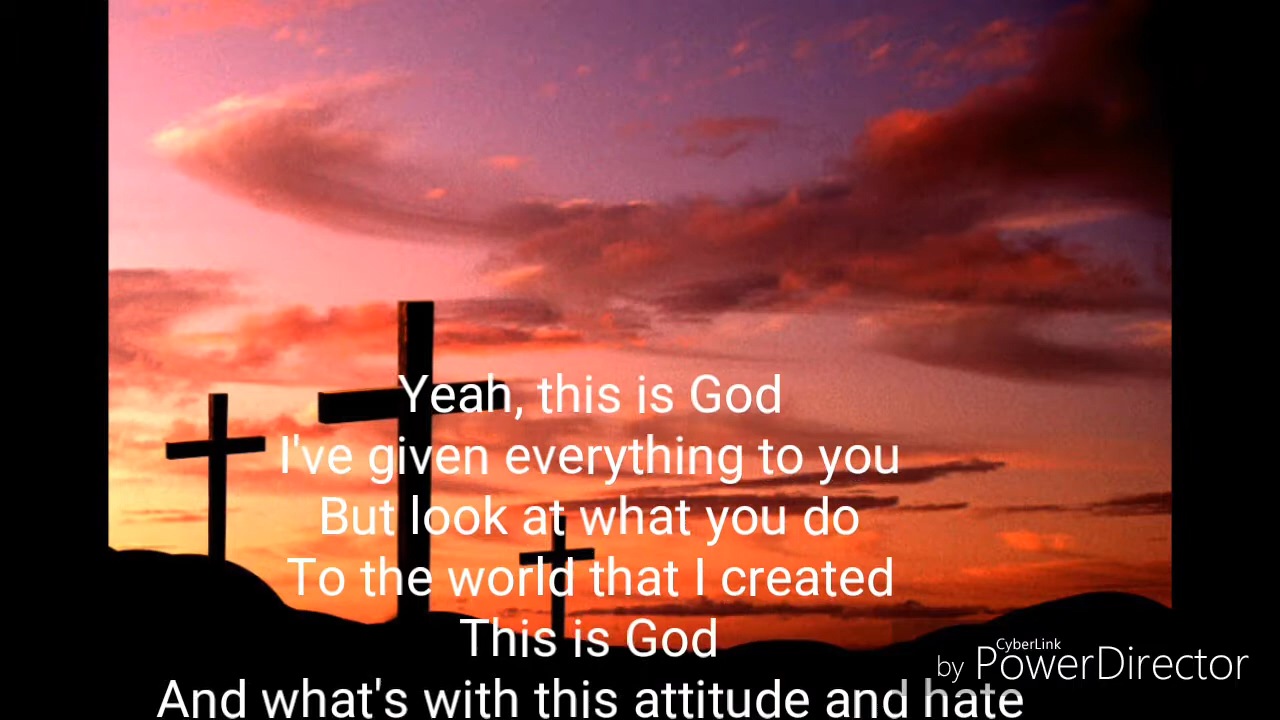 Yeah, this is God
I've given everything to you
But look at what you do
To the world that I created
This is God
And what's with this attitude and hate
CyberLink
by PowerDirector